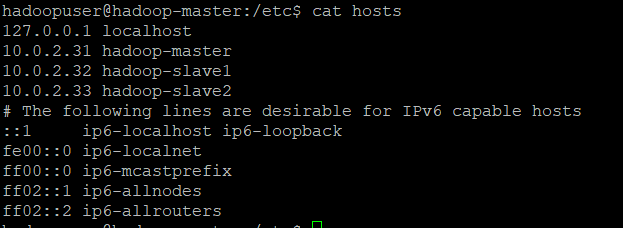 hadoopuser@hadoop-master:/etc$ cat hosts
127.0.0.1 localhost
10.0.2.31 hadoop-master
10.0.2.32 hadoop-slave1
10.0.2.33 hadoop-slave2
# The following lines are desirable for IPv6 capable hosts
::1     ip6-localhost ip6-loopback
fe00::0 ip6-localnet
ff00::0 ip6-mcastprefix
ff02::1 ip6-allnodes
ff02::2 ip6-allrouters